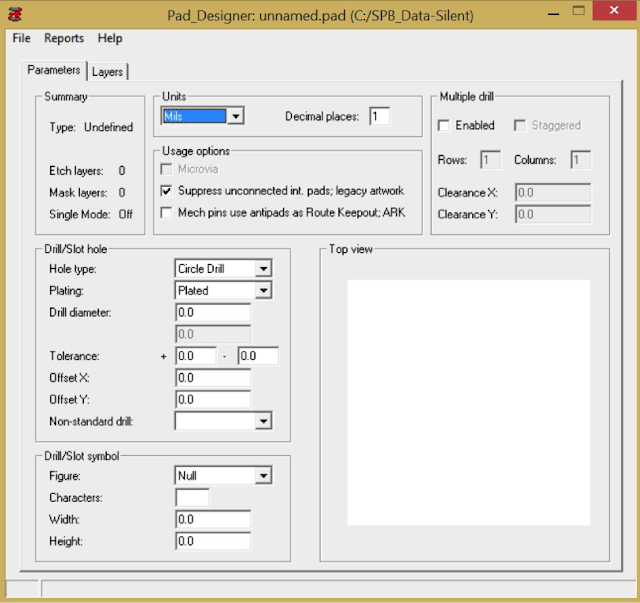 Pad_Designer: unnamed.pad (C:/SPB_Data-Silent)
File Reports Help
Parameters Layers
Summary
Type: Undefined
Etch layers: 0
Mask layers: 0
Single Mode: Off
Units
Mils Decimal places: 1
Usage options
Microvia
Suppress unconnected int. pads; legacy artwork
Mech pins use antipads as Route Keepout; ARK
Multiple drill
Enabled Staggered
Rows: 1 Columns: 1
Clearance X: 0.0
Clearance Y: 0.0
Drill/Slot hole
Hole type: Circle Drill
Plating: Plated
Drill diameter: 0.0
0.0
Tolerance: + 0.0 - 0.0
Offset X: 0.0
Offset Y: 0.0
Non-standard drill:
Drill/Slot symbol
Figure: Null
Characters:
Width: 0.0
Height: 0.0
Top view